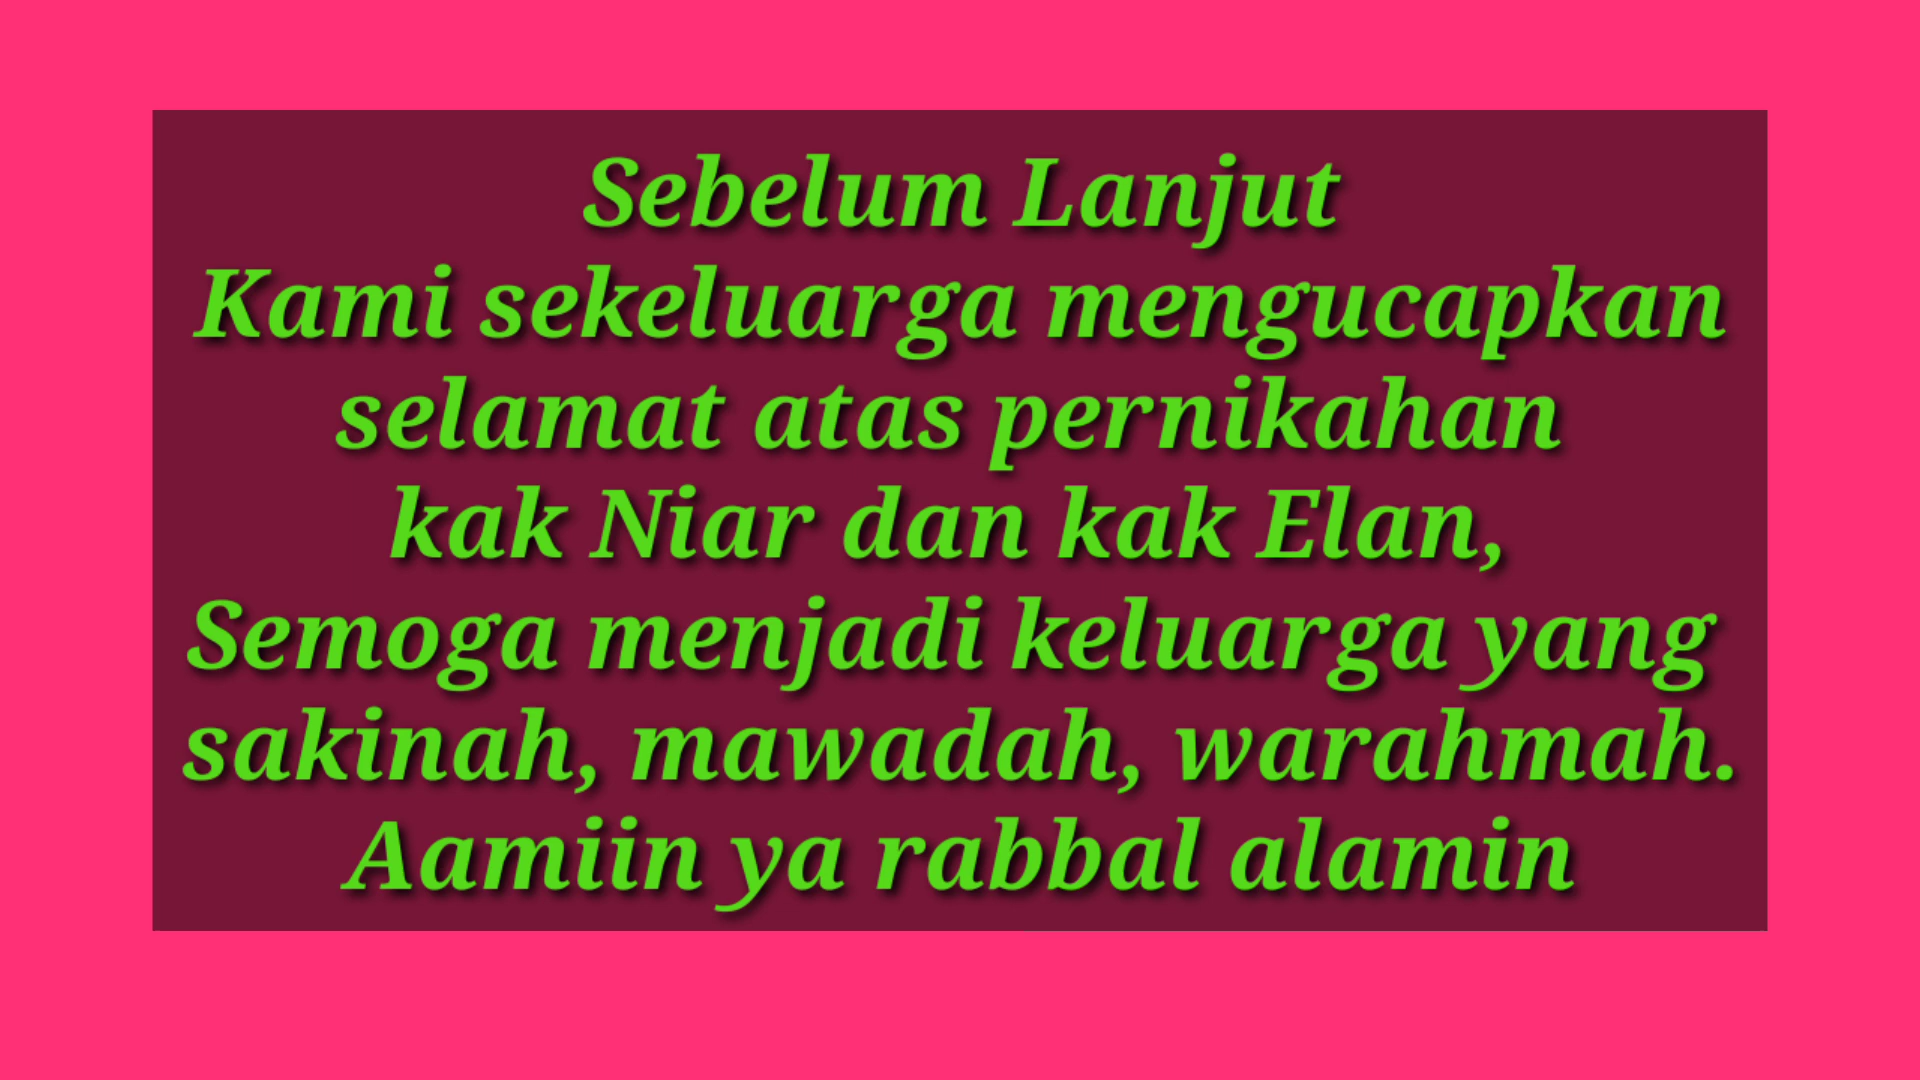 Sebelum Lanjut
Kami sekeluarga mengucapkan
selamat atas pernikahan
kak Niar dan kak Elan,
Semoga menjadi keluarga yang
sakinah, mawadah, warahmah.
Aamiin ya rabbal alamin